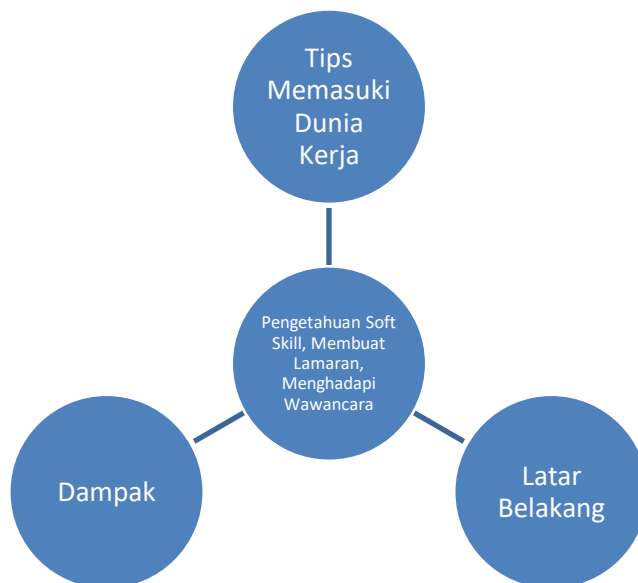 Tips
Memasuki
Dunia
Kerja
Pengetahuan Soft
Skill, Membuat
Lamaran,
Menghadapi
Wawancara
Dampak
Latar
Belakang